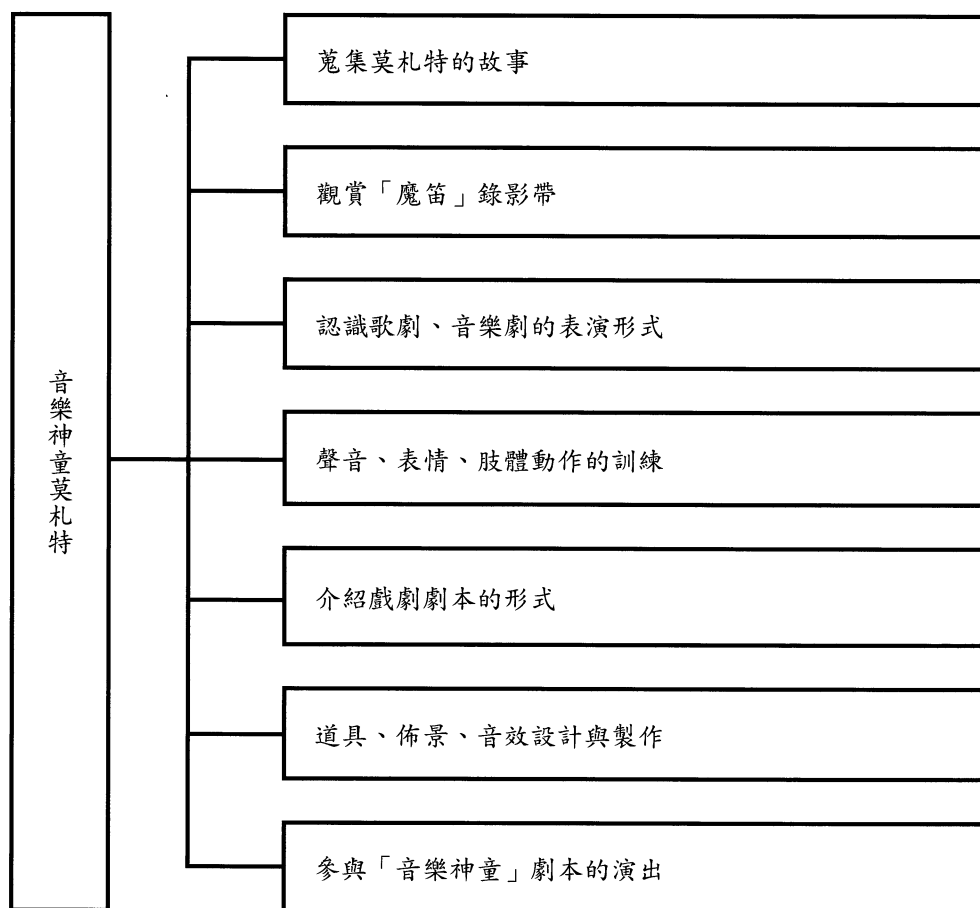 音樂神童莫札特
蒐集莫札特的故事
觀賞「魔笛」錄影帶
認識歌劇、音樂劇的表演形式
聲音、表情、肢體動作的訓練
介紹戲劇劇本的形式
道具、佈景、音效設計與製作
參與「音樂神童」劇本的演出